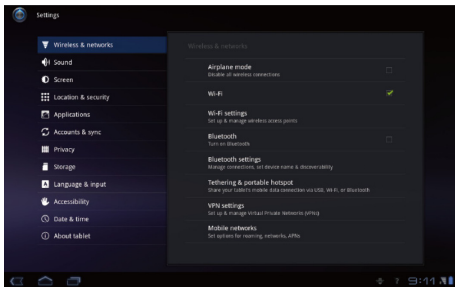 Settings
Wireless & networks
Sound
Screen
Location & security
Applications
Accounts & sync
Privacy
Storage
Language & input
Accessibility
Date & time
About tablet
Wireless & networks
Airplane mode
Disable all wireless connections
Wi-Fi
Wi-Fi settings
Set up & manage wireless access points
Bluetooth
Turn on Bluetooth
Bluetooth settings
Manage connections, set device name & discoverability
Tethering & portable hotspot
Share your tablet's mobile data connection via USB, Wi-Fi, or Bluetooth
VPN settings
Set up & manage Virtual Private Networks (VPNs)
Mobile networks
Set options for roaming, networks, APNs
9:11